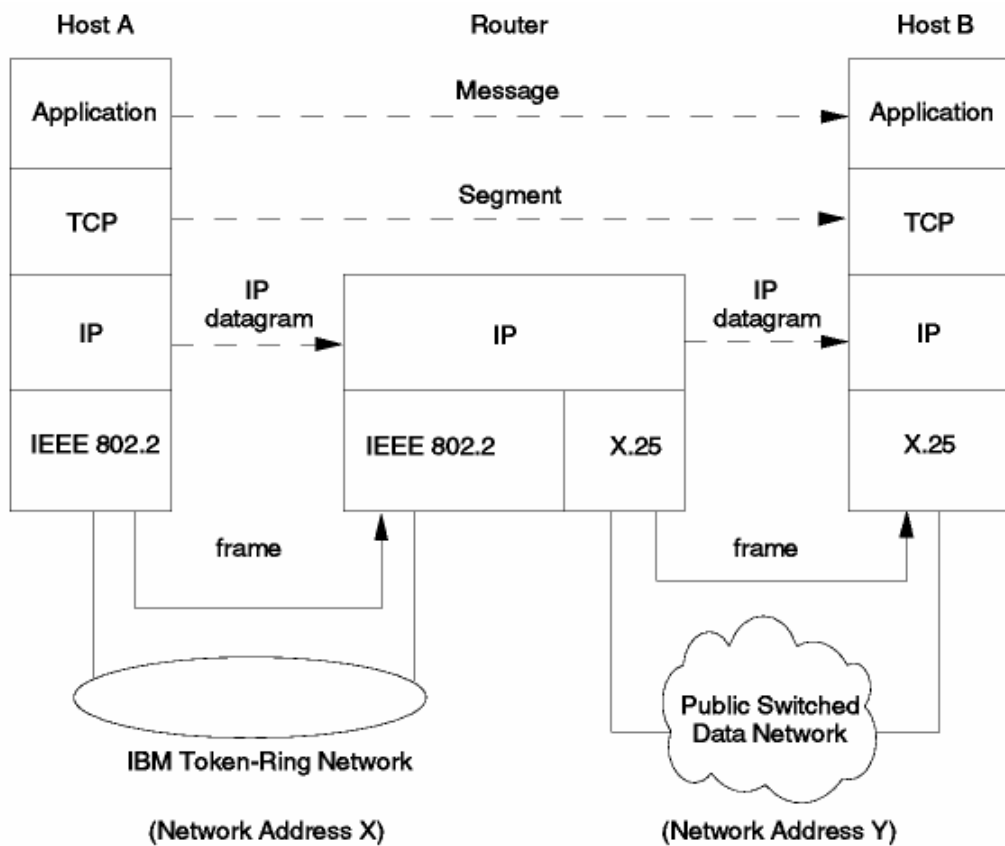 Host A
Router
Host B
Application
Message
Application
TCP
Segment
TCP
IP
IP
datagram
IP
IP
datagram
IP
IEEE 802.2
IEEE 802.2
X.25
X.25
frame
frame
Public Switched
Data Network
IBM Token-Ring Network
(Network Address X)
(Network Address Y)